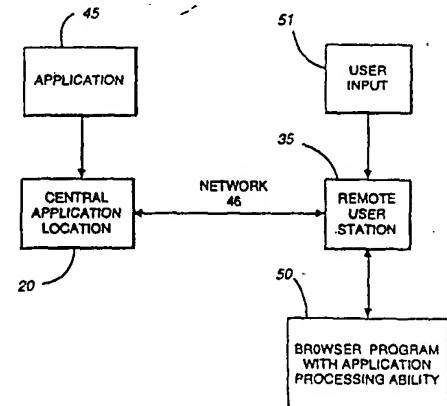 45
APPLICATION
51
USER
INPUT
35
CENTRAL
APPLICATION
LOCATION
NETWORK
46
REMOTE
USER
STATION
20
50
BROWSER PROGRAM
WITH APPLICATION
PROCESSING ABILITY